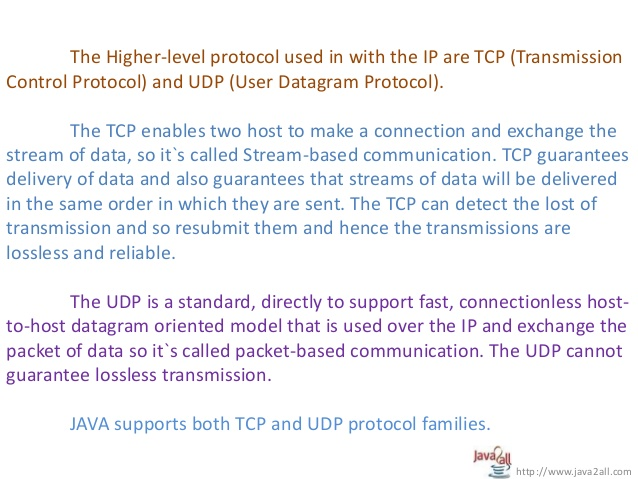 The Higher-level protocol used in with the IP are TCP (Transmission
Control Protocol) and UDP (User Datagram Protocol).
The TCP enables two host to make a connection and exchange the
stream of data, so it`s called Stream-based communication. TCP guarantees
delivery of data and also guarantees that streams of data will be delivered
in the same order in which they are sent. The TCP can detect the lost of
transmission and so resubmit them and hence the transmissions are
lossless and reliable.
The UDP is a standard, directly to support fast, connectionless host-
to-host datagram oriented model that is used over the IP and exchange the
packet of data so it`s called packet-based communication. The UDP cannot
guarantee lossless transmission.
JAVA supports both TCP and UDP protocol families.
Java2all
http://www.java2all.com